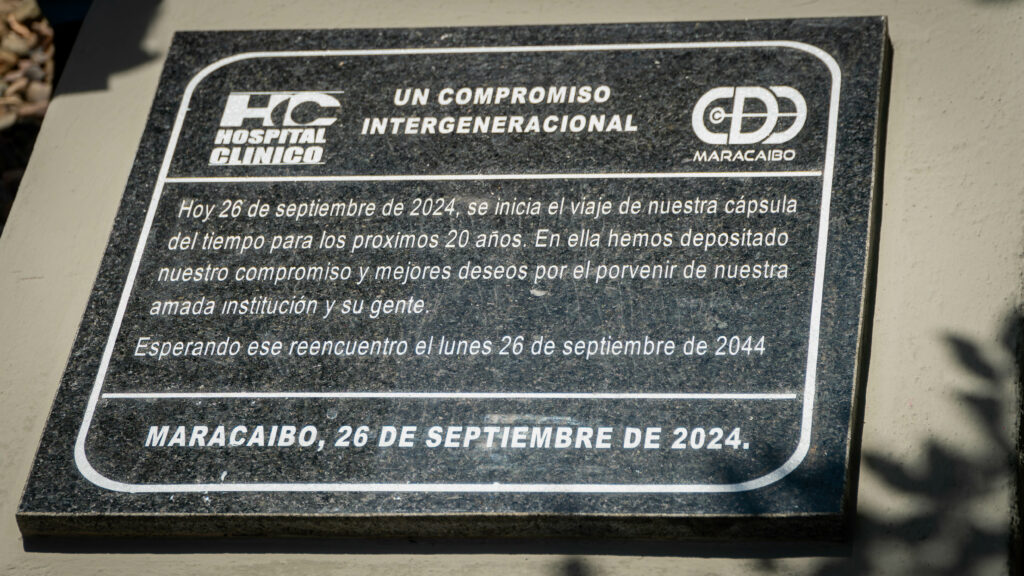 HC
HOSPITAL
CLINICO
UN COMPROMISO
INTERGENERACIONAL
CDO
MARACAIBO
Hoy 26 de septiembre de 2024, se inicia el viaje de nuestra cápsula
del tiempo para los proximos 20 años. En ella hemos depositado
nuestro compromiso y mejores deseos por el porvenir de nuestra
amada institución y su gente.
Esperando ese reencuentro el lunes 26 de septiembre de 2044
MARACAIBO, 26 DE SEPTIEMBRE DE 2024.